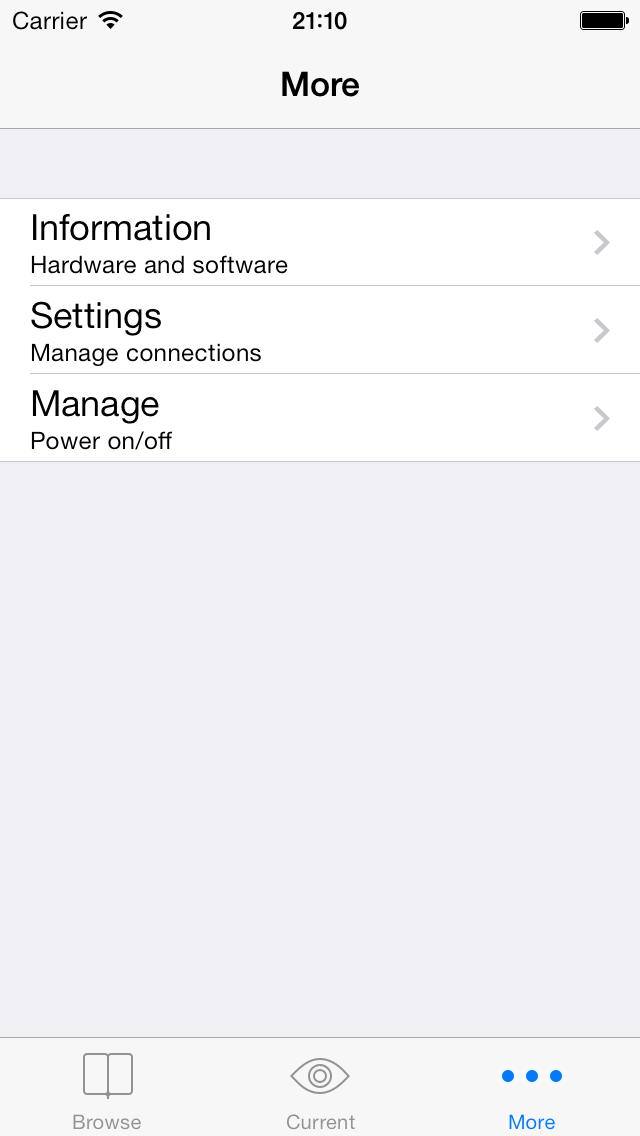 Carrier 21:10
More
Information
Hardware and software
Settings
Manage connections
Manage
Power on/off
Browse Current More